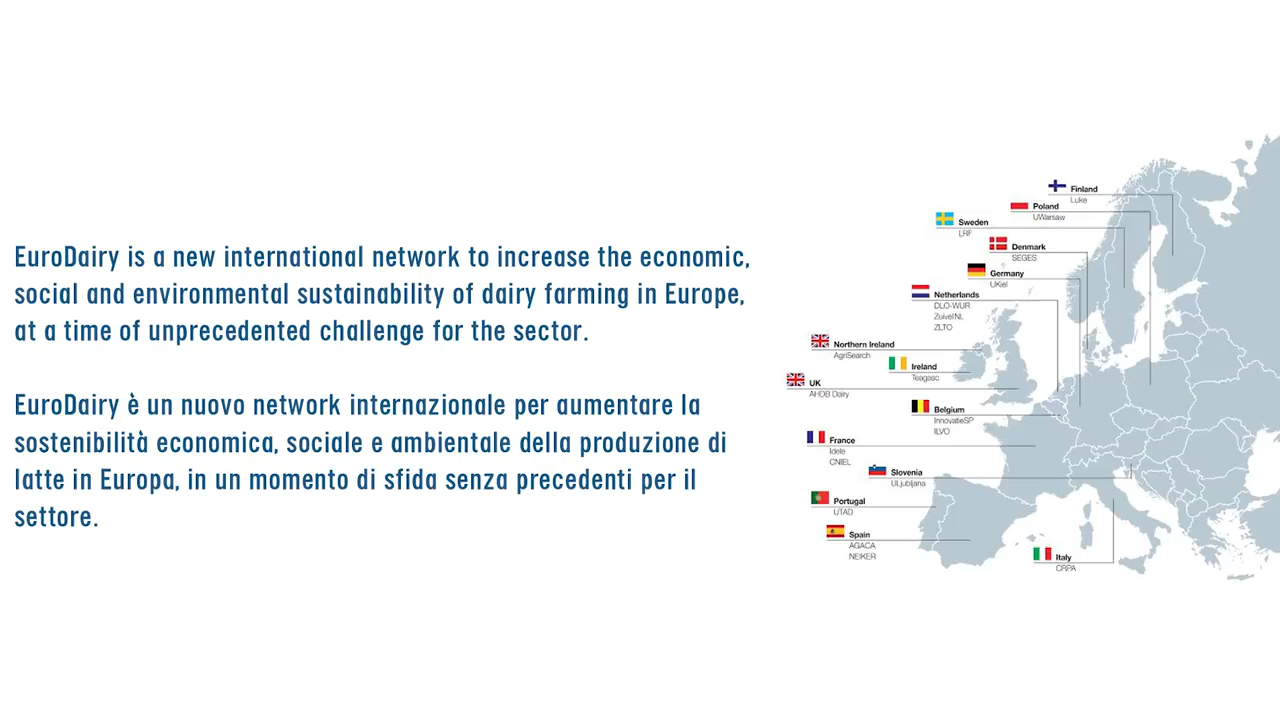 EuroDairy is a new international network to increase the economic,
social and environmental sustainability of dairy farming in Europe,
at a time of unprecedented challenge for the sector.
EuroDairy è un nuovo network internazionale per aumentare la
sostenibilità economica, sociale e ambientale della produzione di
latte in Europa, in un momento di sfida senza precedenti per il
settore.
Finland
Luke
Poland
UWarsaw
Sweden
LRF
Denmark
SEGES
Germany
UKiel
Netherlands
DLO-WUR
ZuivelNL
ZLTO
Northern Ireland
AgriSearch
Ireland
Teagasc
UK
AHDB Dairy
Belgium
InnovatieSP
ILVO
France
Idele
CNIEL
Slovenia
ULjubljana
Portugal
UTAD
Spain
AGACA
NEIKER
Italy
CRPA